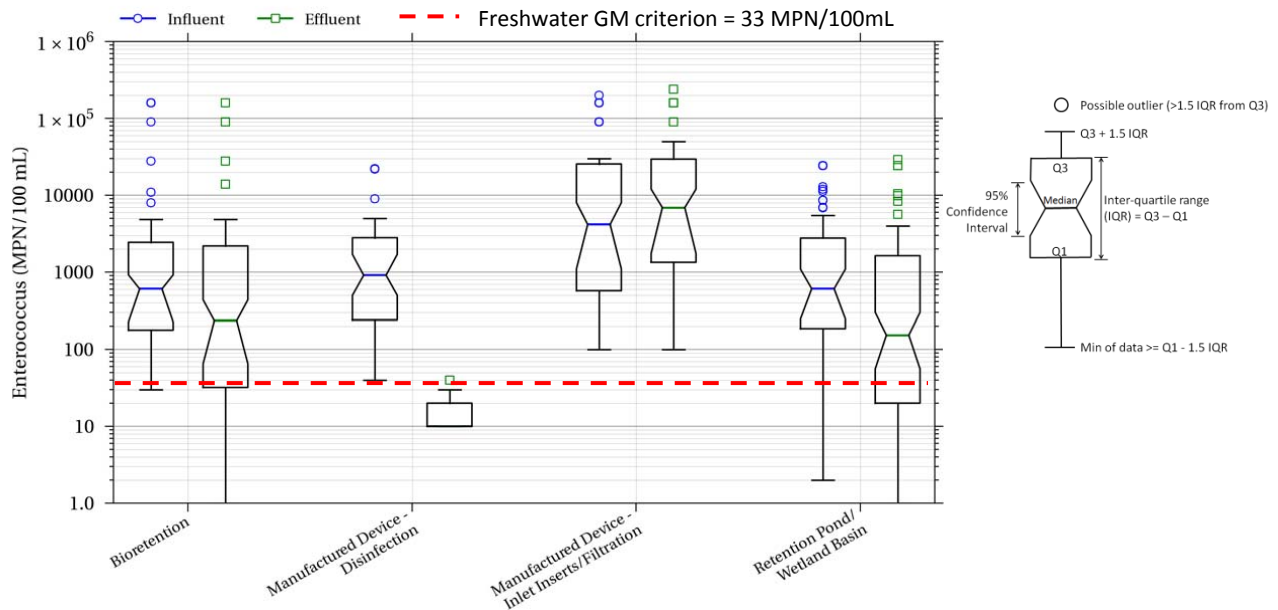 Influent
Effluent
Freshwater GM criterion = 33 MPN/100mL
1 × 10⁶
1 × 10⁵
10000
1000
100
10
1.0
Enterococcus (MPN/100 mL)
Bioretention
Manufactured Device -
Disinfection
Manufactured Device -
Inlet Inserts/Filtration
Retention Pond/
Wetland Basin
Possible outlier (>1.5 IQR from Q3)
Q3 + 1.5 IQR
Q3
95%
Confidence
Interval
Median
Inter-quartile range
(IQR) = Q3 – Q1
Q1
Min of data >= Q1 - 1.5 IQR